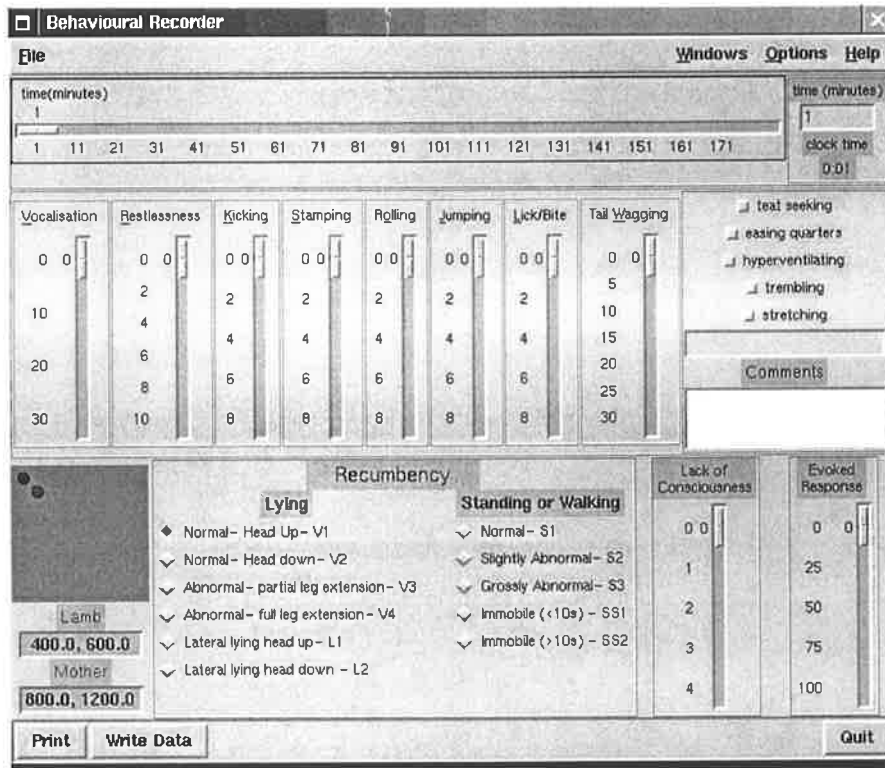 Behavioural Recorder
File Windows Options Help
time(minutes)
1
1 11 21 31 41 51 61 71 81 91 101 111 121 131 141 151 161 171
time (minutes)
1
clock time
0:01
Vocalisation
0 0
10
20
30
Restlessness
0 0
2
4
6
8
10
Kicking
0 0
2
4
6
8
Stamping
0 0
2
4
6
8
Rolling
0 0
2
4
6
8
Jumping
0 0
2
4
6
8
Lick/Bite
0 0
2
4
6
8
Tail Wagging
0 0
5
10
15
20
25
30
teat seeking
easing quarters
hyperventilating
trembling
stretching
Comments
Lamb
400.0, 600.0
Mother
800.0, 1200.0
Recumbency
Lying
Normal- Head Up- V1
Normal- Head down- V2
Abnormal- partial leg extension- V3
Abnormal- full leg extension- V4
Lateral lying head up- L1
Lateral lying head down - L2
Standing or Walking
Normal- S1
Slightly Abnormal- S2
Grossly Abnormal- S3
Immobile (<10s) - SS1
Immobile (>10s) - SS2
Lack of
Consciousness
0 0
1
2
3
4
Evoked
Response
0 0
25
50
75
100
Print Write Data Quit